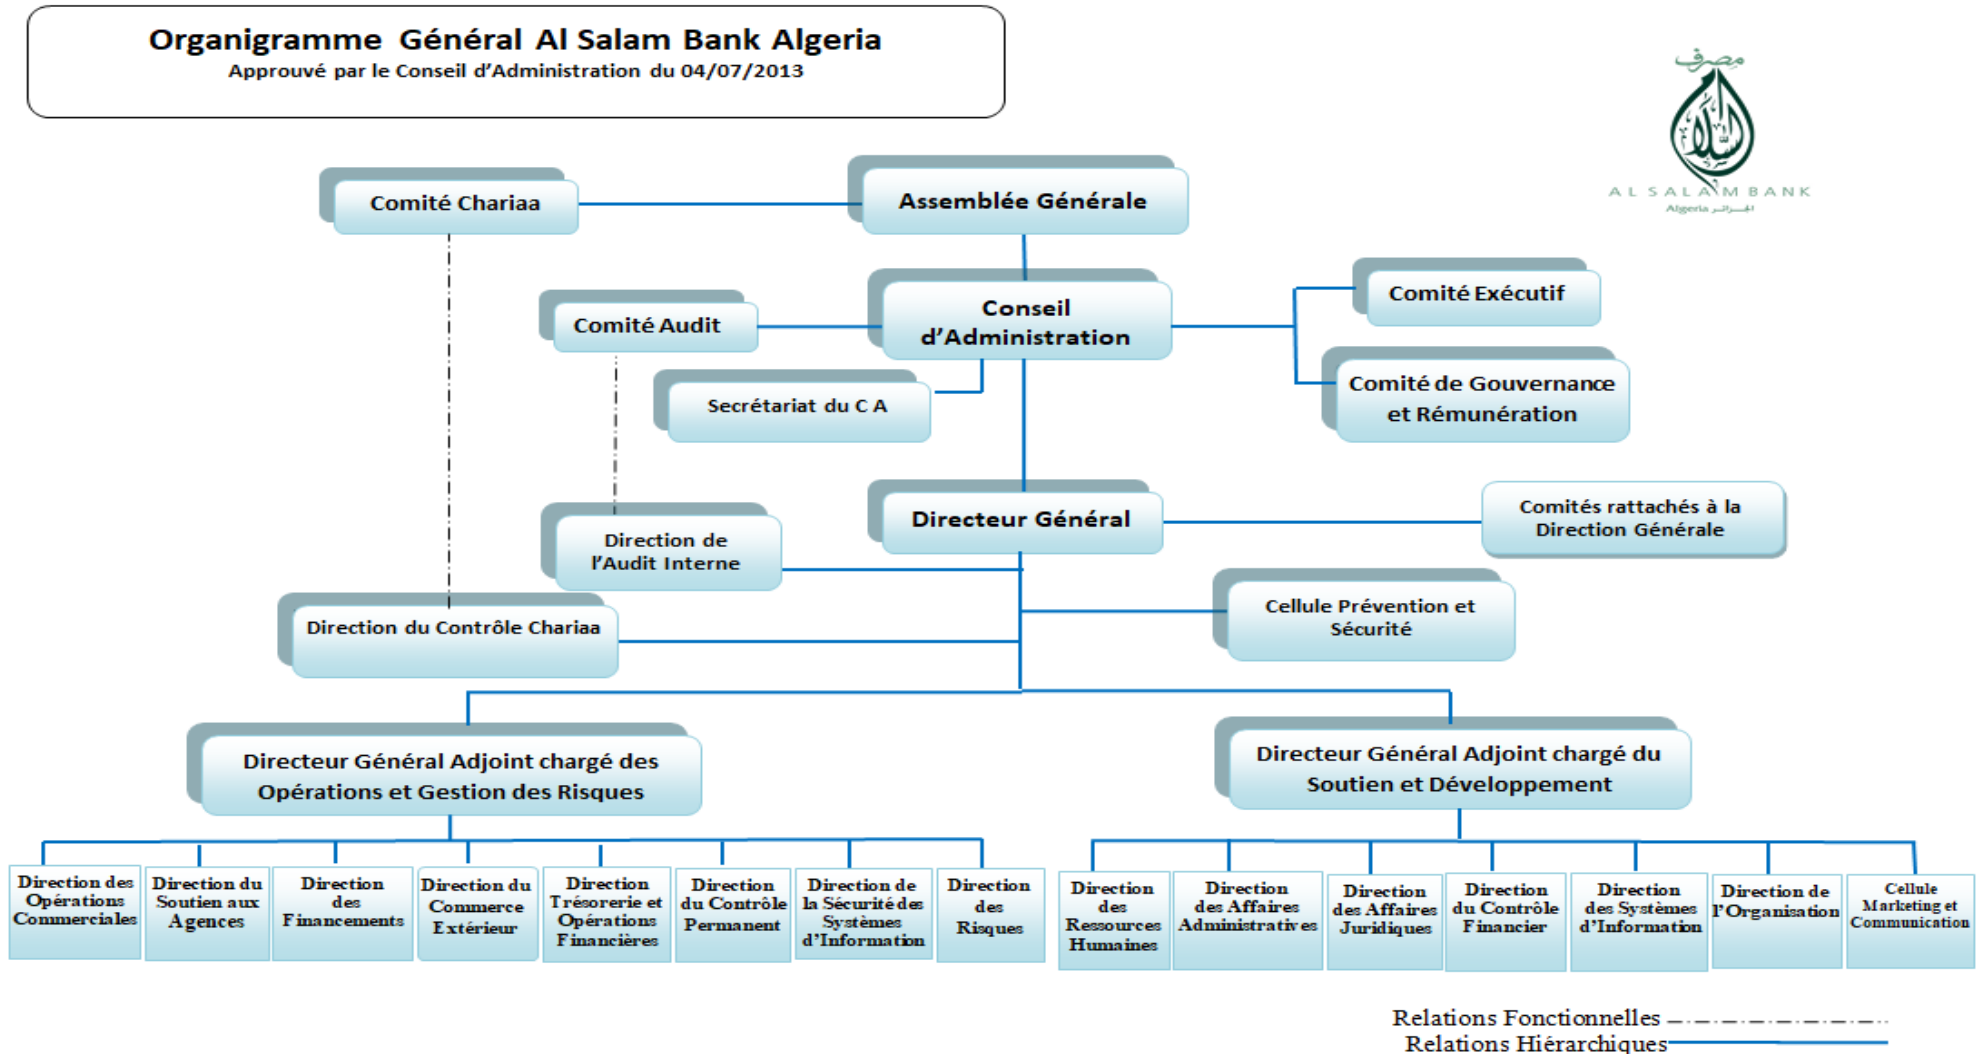 Organigramme Général Al Salam Bank Algeria
Approuvé par le Conseil d'Administration du 04/07/2013
مصرف
السلام
AL SALAM BANK
Algeria الجزائر
Comité Chariaa
Assemblée Générale
Comité Audit
Conseil
d'Administration
Comité Exécutif
Secrétariat du C A
Comité de Gouvernance
et Rémunération
Direction de
l'Audit Interne
Directeur Général
Comités rattachés à la
Direction Générale
Direction du Contrôle Chariaa
Cellule Prévention et
Sécurité
Directeur Général Adjoint chargé des
Opérations et Gestion des Risques
Directeur Général Adjoint chargé du
Soutien et Développement
Direction des
Opérations
Commerciales
Direction du
Soutien aux
Agences
Direction
des
Financements
Direction du
Commerce
Extérieur
Direction
Trésorerie et
Opérations
Financières
Direction
du Contrôle
Permanent
Direction de
la Sécurité des
Systèmes
d'Information
Direction
des
Risques
Direction
des
Ressources
Humaines
Direction
des Affaires
Administratives
Direction
des Affaires
Juridiques
Direction
du Contrôle
Financier
Direction
des Systèmes
d'Information
Direction de
l'Organisation
Cellule
Marketing et
Communication
Relations Fonctionnelles
Relations Hiérarchiques